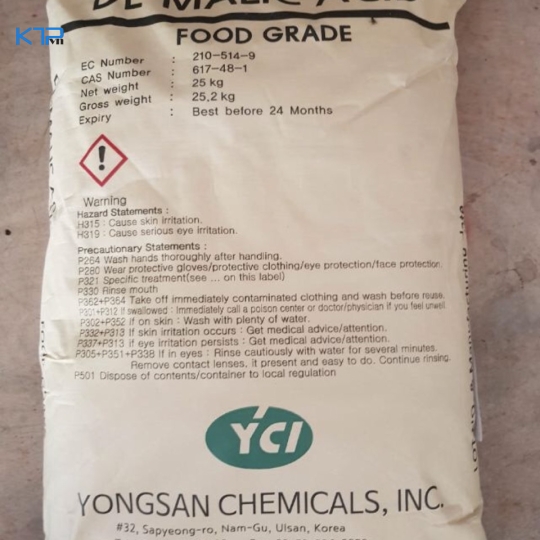 KTP VII
DL-MALIC ACID
FOOD GRADE
EC Number : 210-514-9
CAS Number : 617-48-1
Net weight : 25 kg
Gross weight : 25,2 kg
Expiry : Best before 24 Months
Warning
Hazard Statements :
H315 : Cause skin irritation.
H319 : Cause serious eye irritation.
Precautionary Statements :
P264 Wash hands thoroughly after handling.
P280 Wear protective gloves/protective clothing/eye protection/face protection.
P321 Specific treatment(see ... on this label)
P330 Rinse mouth
P352+P364 Take off immediately contaminated clothing and wash before reuse.
P301+P312 If swallowed : Immediately call a poison center or doctor/physician if you feel unwell.
P302+P352 If on skin : Wash with plenty of water.
P332+P313 If skin irritation occurs : Get medical advice/attention.
P337+P313 if eye irritation persists : Get medical advice/attention.
P305+P351+P338 If in eyes : Rinse cautiously with water for several minutes.
Remove contact lenses, it present and easy to do. Continue rinsing.
P501 Dispose of contents/container to local regulation
YCI
YONGSAN CHEMICALS, INC.
#32, Sapyeong-ro, Nam-Gu, Ulsan, Korea